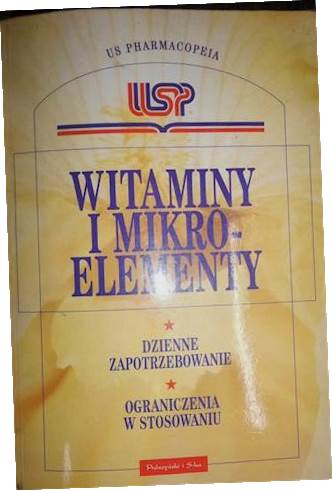 US PHARMACOPEIA
USP
WITAMINY
I MIKRO-
ELEMENTY
DZIENNE
ZAPOTRZEBOWANIE
OGRANICZENIA
W STOSOWANIU
Prószyński i S-ka